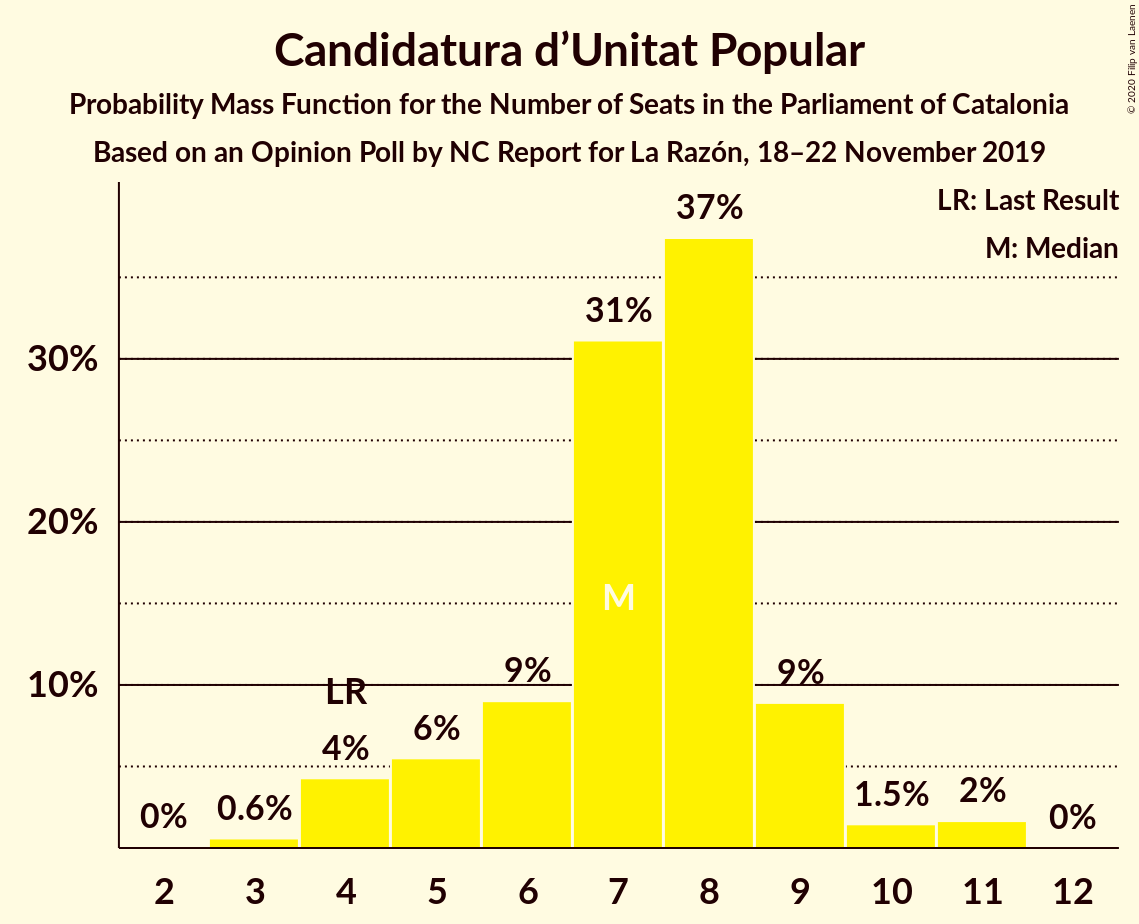 Candidatura d’Unitat Popular
Probability Mass Function for the Number of Seats in the Parliament of Catalonia
Based on an Opinion Poll by NC Report for La Razón, 18–22 November 2019
© 2020 Filip van Laenen
LR: Last Result
M: Median
37%
31%
30%
20%
M
9%
9%
10%
LR
6%
4%
0%
0.6%
1.5%
2%
0%
2 3 4 5 6 7 8 9 10 11 12